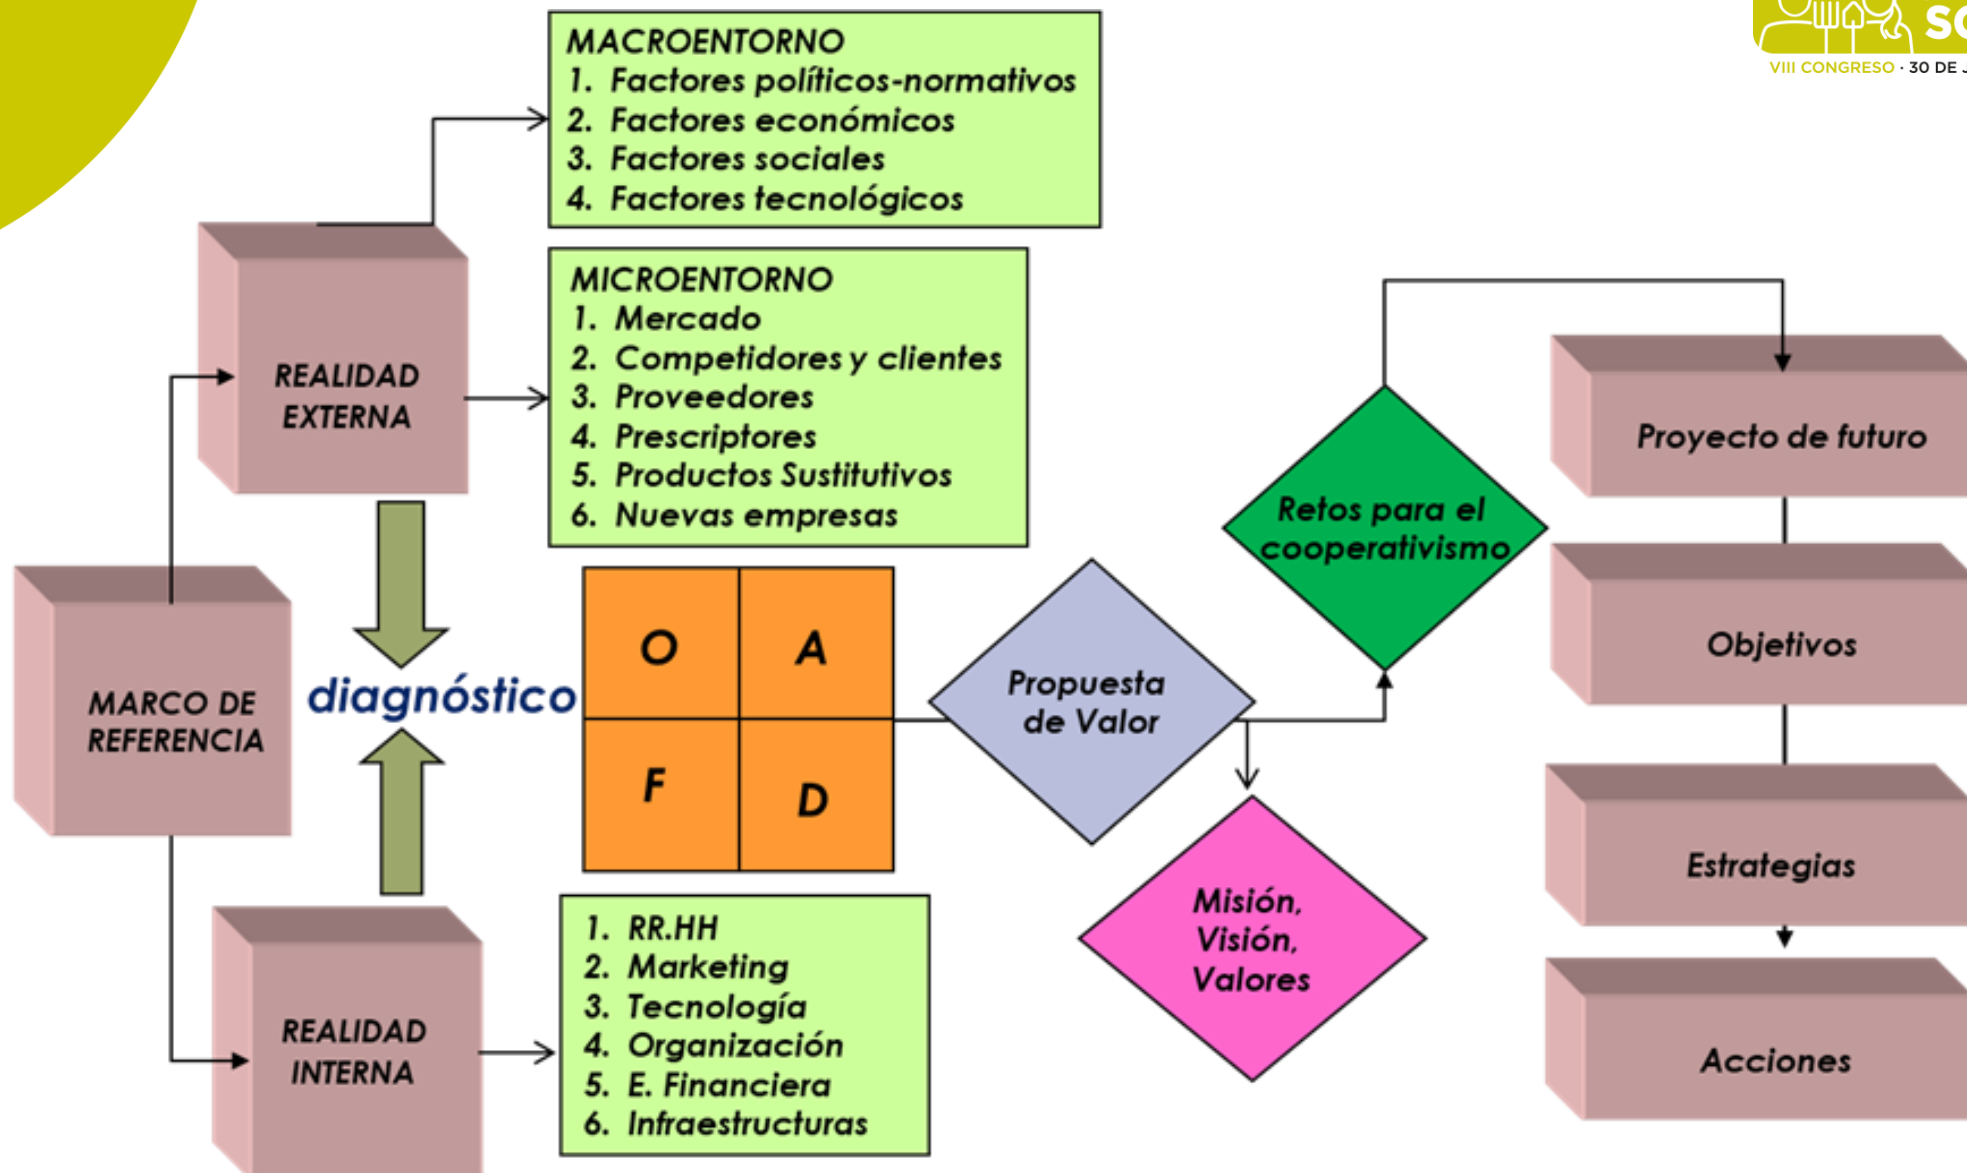 MACROENTORNO
1. Factores políticos-normativos
2. Factores económicos
3. Factores sociales
4. Factores tecnológicos
VIII CONGRESO · 30 DE
REALIDAD
EXTERNA
MICROENTORNO
1. Mercado
2. Competidores y clientes
3. Proveedores
4. Prescriptores
5. Productos Sustitutivos
6. Nuevas empresas
MARCO DE
REFERENCIA
diagnóstico
O
A
F
D
Propuesta
de Valor
Retos para el
cooperativismo
Misión,
Visión,
Valores
REALIDAD
INTERNA
1. RR.HH
2. Marketing
3. Tecnología
4. Organización
5. E. Financiera
6. Infraestructuras
Proyecto de futuro
Objetivos
Estrategias
Acciones